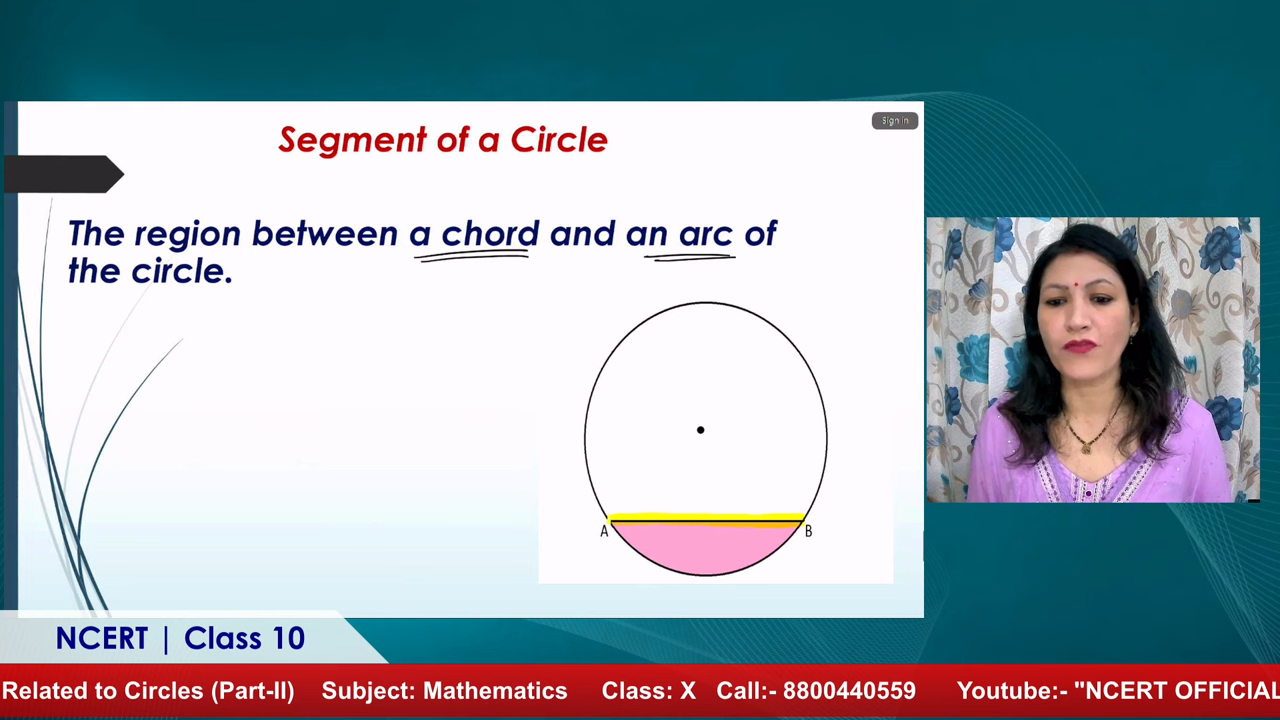 Segment of a Circle
Sign in
The region between a chord and an arc of
the circle.
A
B
NCERT | Class 10
Related to Circles (Part-II) Subject: Mathematics Class: X Call:- 8800440559 Youtube:- "NCERT OFFICIAL